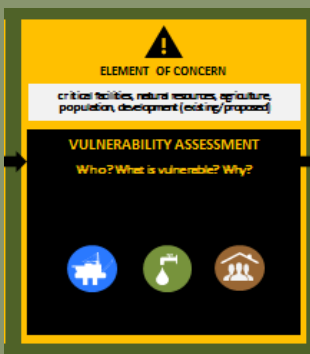 ELEMENT OF CONCERN
critical facilities, natural resources, agriculture,
population, development (existing/proposed)
VULNERABILITY ASSESSMENT
Who? What is vulnerable? Why?